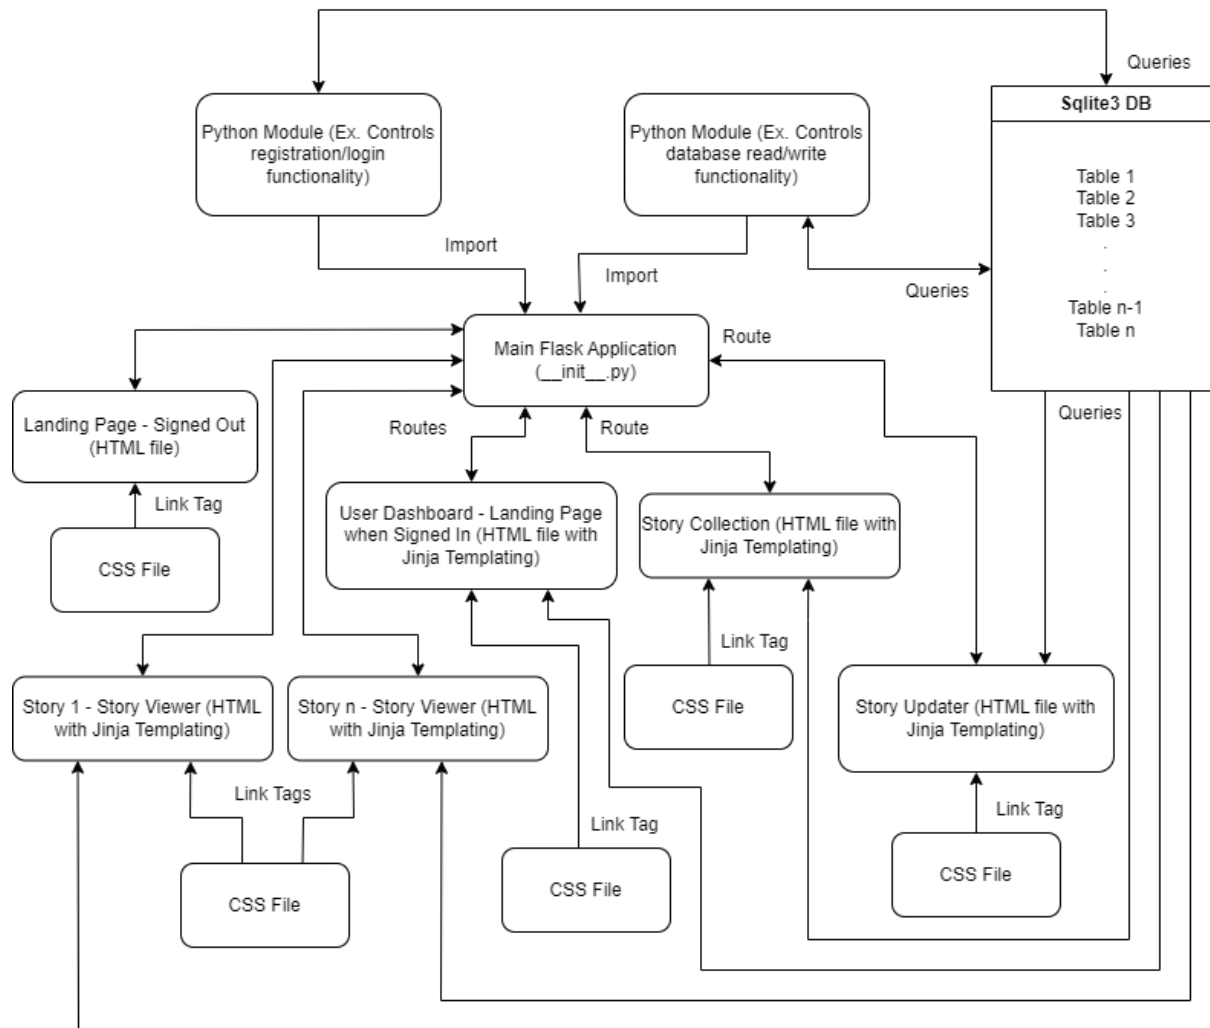 Queries
Sqlite3 DB
Python Module (Ex. Controls
registration/login
functionality)
Python Module (Ex. Controls
database read/write
functionality)
Table 1
Table 2
Table 3
.
.
.
Table n-1
Table n
Import
Import
Queries
Main Flask Application
(__init__.py)
Route
Landing Page - Signed Out
(HTML file)
Routes
Route
Queries
Link Tag
CSS File
User Dashboard - Landing Page
when Signed In (HTML file with
Jinja Templating)
Story Collection (HTML file with
Jinja Templating)
Link Tag
CSS File
Story 1 - Story Viewer (HTML
with Jinja Templating)
Story n - Story Viewer (HTML
with Jinja Templating)
Story Updater (HTML file with
Jinja Templating)
Link Tags
CSS File
Link Tag
CSS File
Link Tag
CSS File